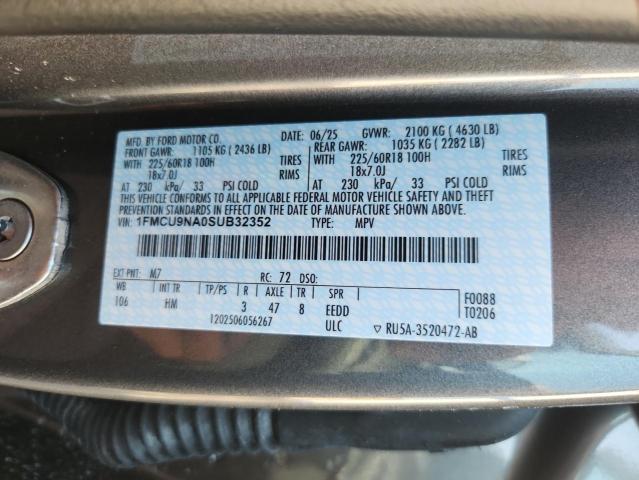 MFD. BY FORD MOTOR CO. DATE: 06/25 GVWR: 2100 KG ( 4630 LB)
FRONT GAWR: 1105 KG ( 2436 LB) REAR GAWR: 1035 KG ( 2282 LB)
WITH 225/60R18 100H TIRES WITH 225/60R18 100H TIRES
18x7.0J RIMS 18x7.0J RIMS
AT 230 kPa/ 33 PSI COLD AT 230 kPa/ 33 PSI COLD
THIS VEHICLE CONFORMS TO ALL APPLICABLE FEDERAL MOTOR VEHICLE SAFETY AND THEFT
PREVENTION STANDARDS IN EFFECT ON THE DATE OF MANUFACTURE SHOWN ABOVE.
1FMCU9NA0SUB32352 TYPE: MPV
EXT PNT: M7 RC: 72 DSO:
WB INT TR TP/PS R AXLE TR SPR F0088
106 HM 3 47 8 EEDD T0206
1202506056267 ULC ▽ RU5A-3520472-AB